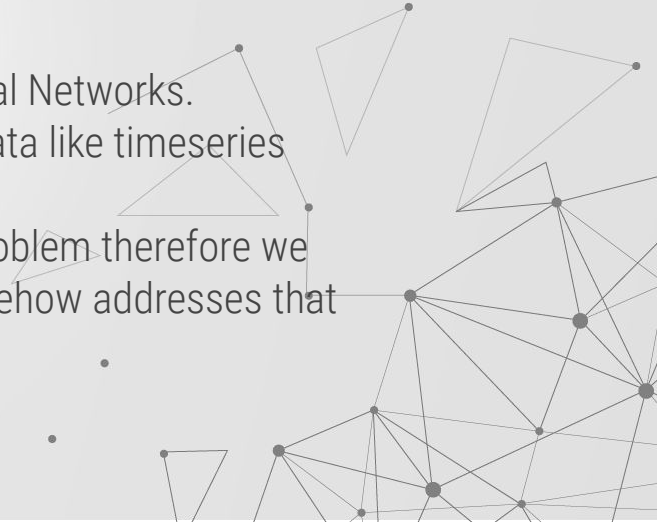 al Networks.
ata like timeseries
oblem therefore we
ehow addresses that